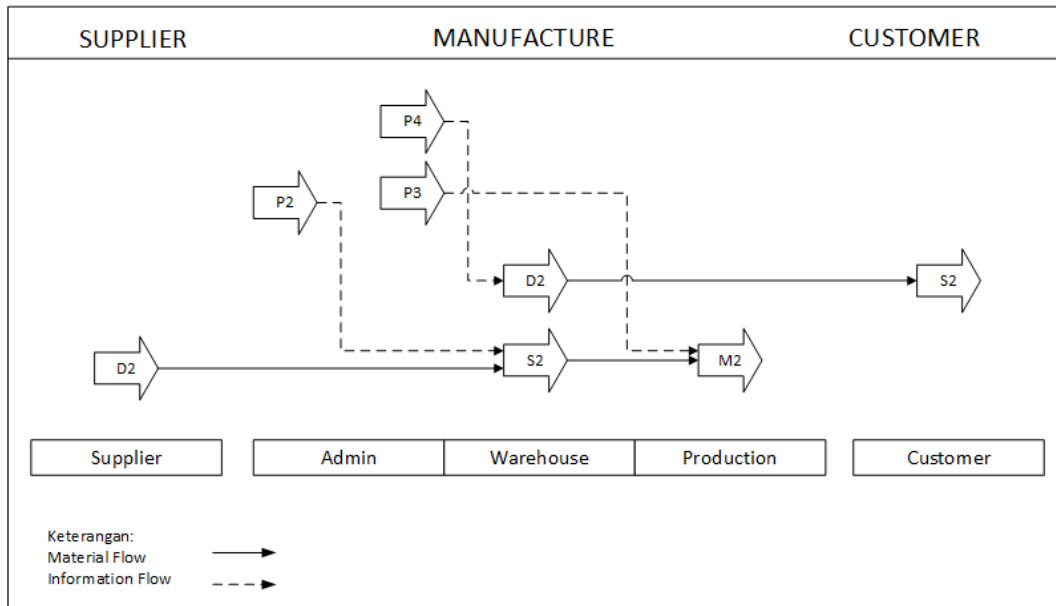 SUPPLIER MANUFACTURE CUSTOMER
P4
P3
P2
D2
S2
S2
M2
D2
Supplier Admin Warehouse Production Customer
Keterangan:
Material Flow
Information Flow